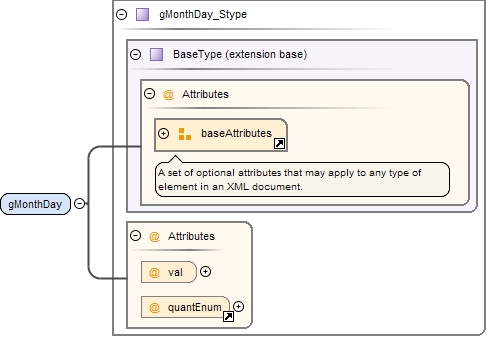 gMonthDay_Stype
BaseType (extension base)
@ Attributes
baseAttributes
A set of optional attributes that may apply to any type of
element in an XML document.
gMonthDay
@ Attributes
@ val
@ quantEnum